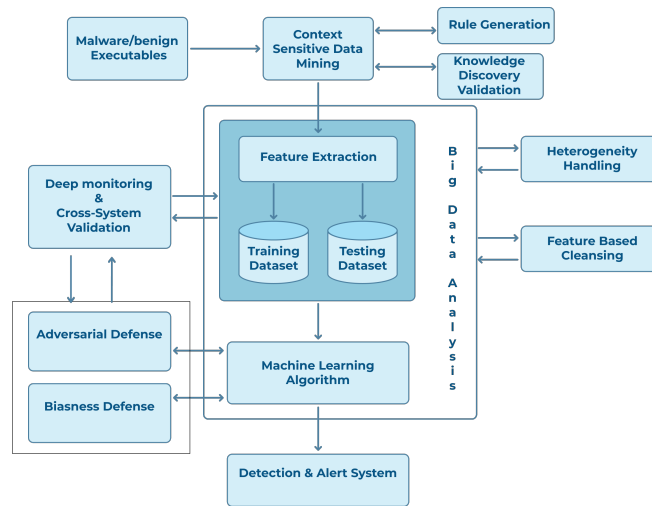 Malware/benign
Executables
Context
Sensitive Data
Mining
Rule Generation
Knowledge
Discovery
Validation
Feature Extraction
Training
Dataset
Testing
Dataset
Big Data Analysis
Heterogeneity
Handling
Feature Based
Cleansing
Deep monitoring
&
Cross-System
Validation
Adversarial Defense
Biasness Defense
Machine Learning
Algorithm
Detection & Alert System